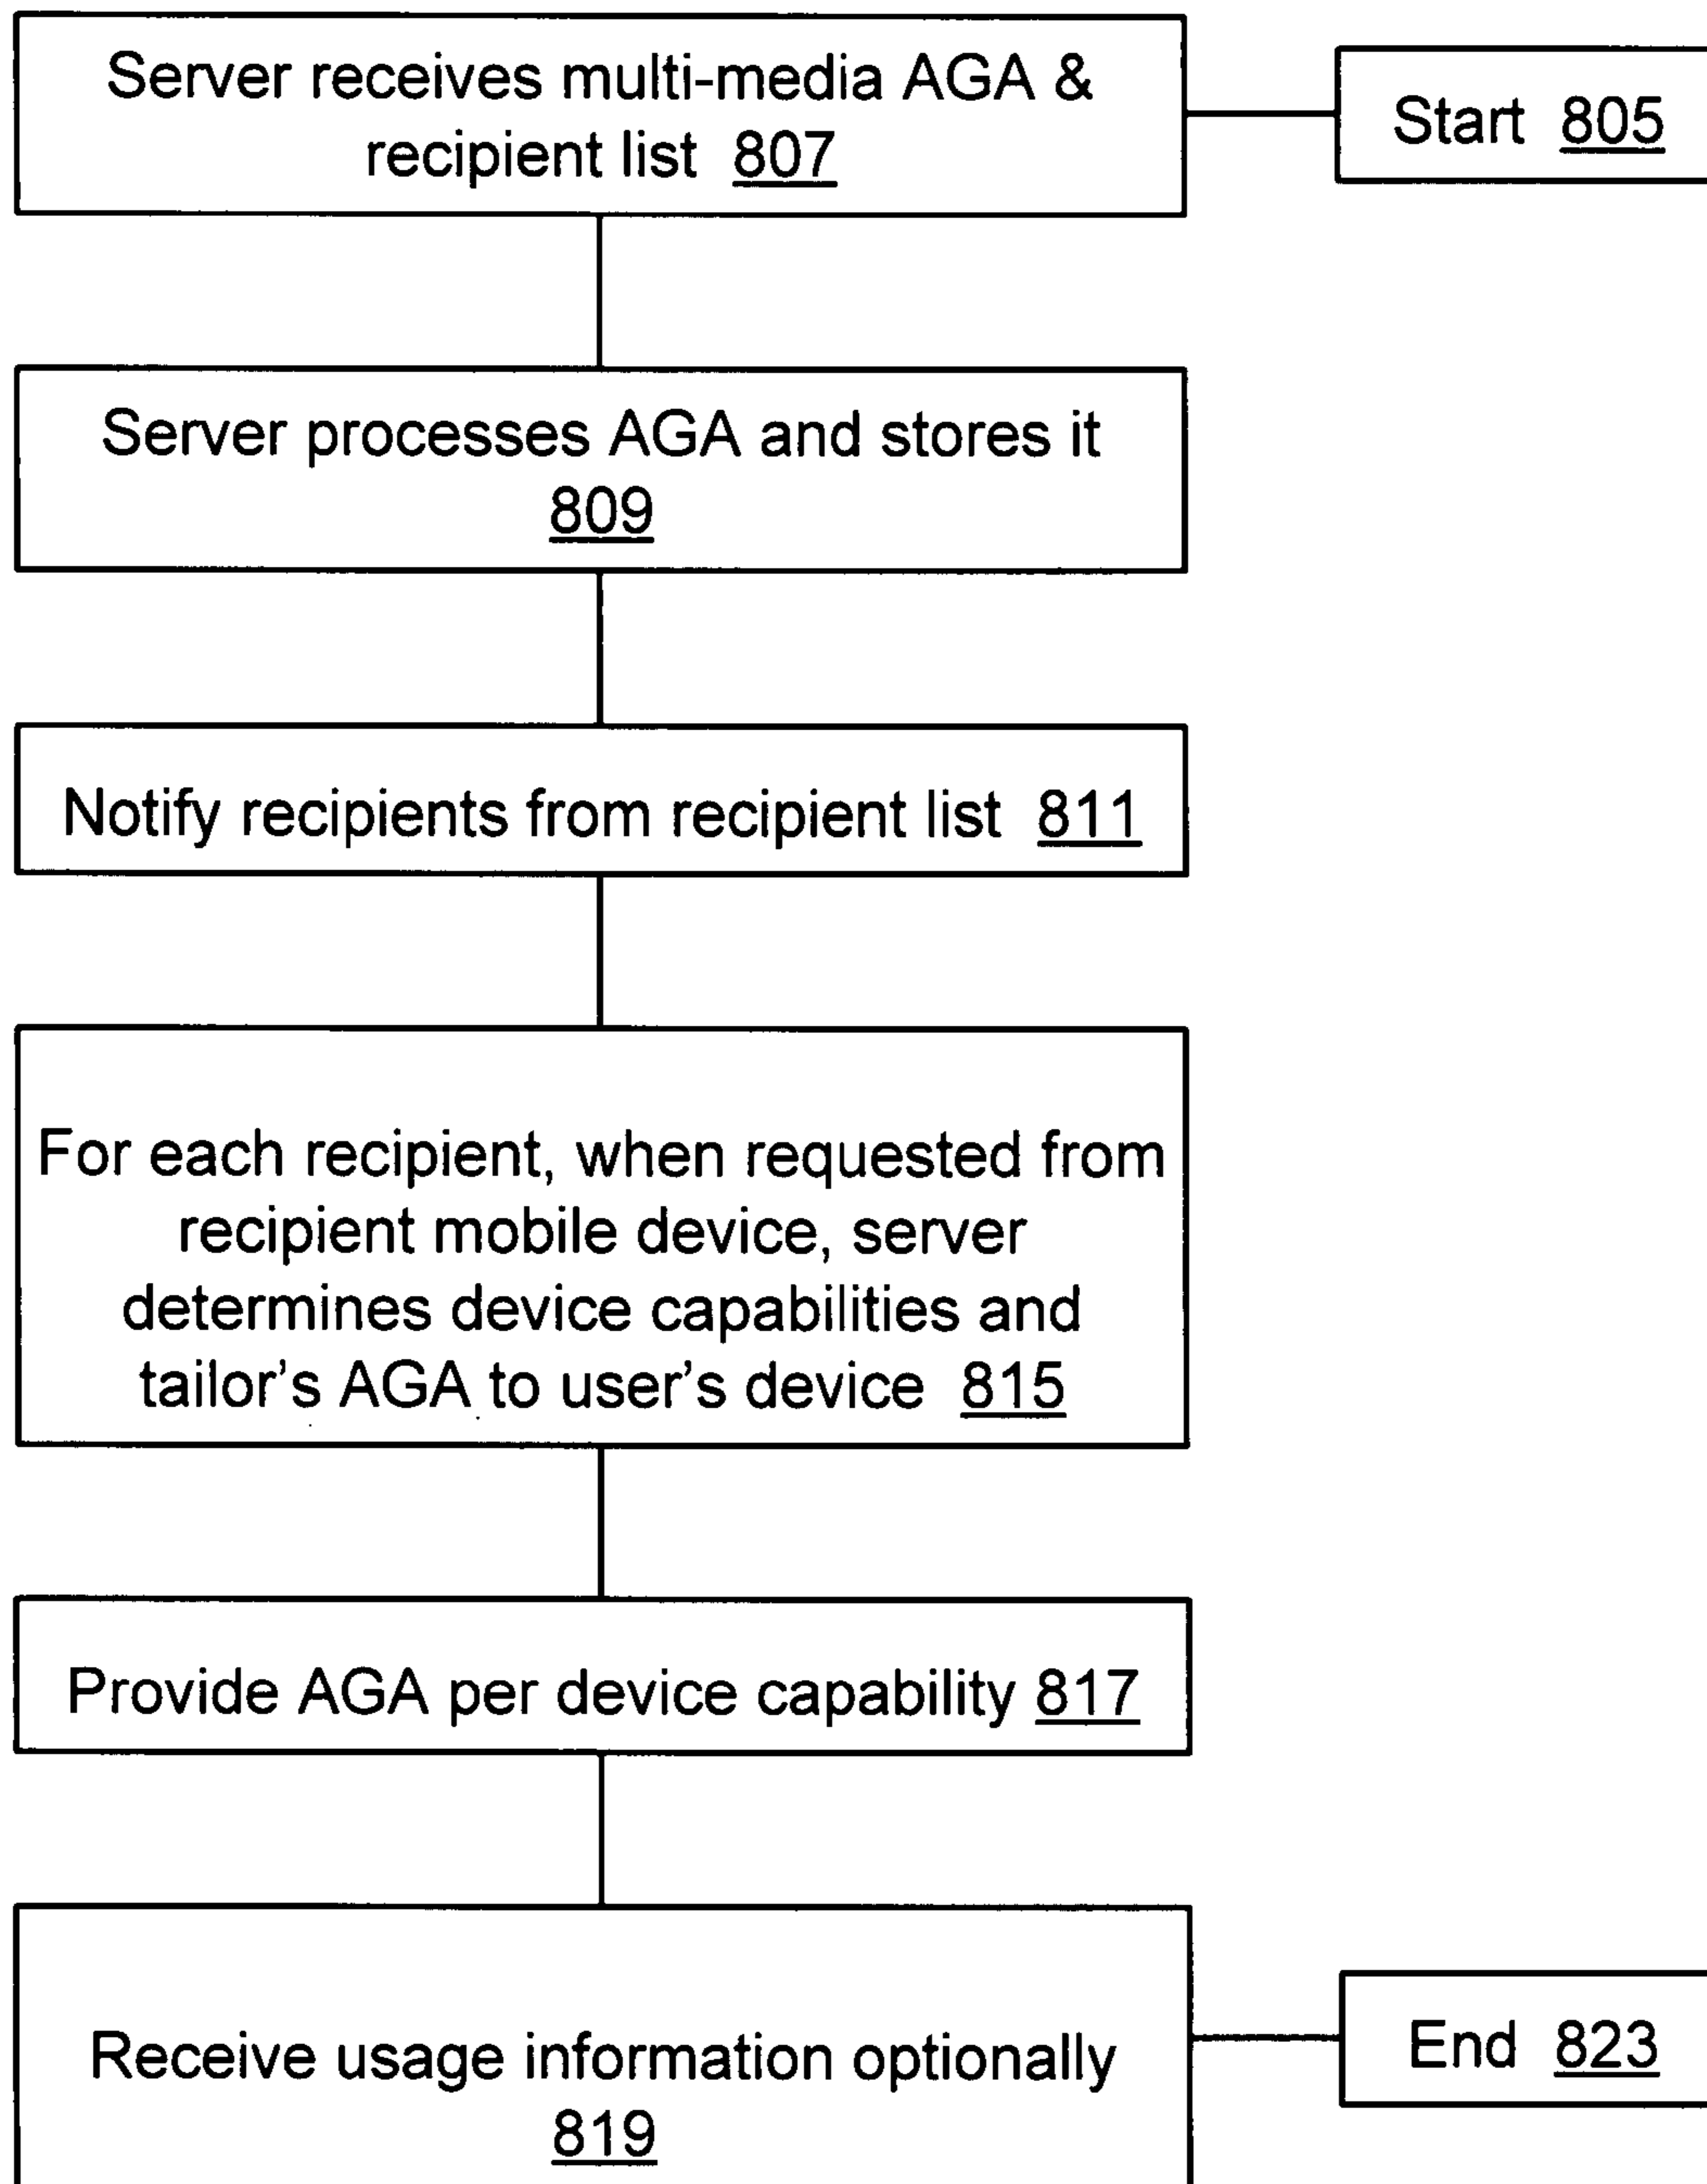 Server receives multi-media AGA &
recipient list 807
Start 805
Server processes AGA and stores it
809
Notify recipients from recipient list 811
For each recipient, when requested from
recipient mobile device, server
determines device capabilities and
tailor's AGA to user's device 815
Provide AGA per device capability 817
Receive usage information optionally
819
End 823